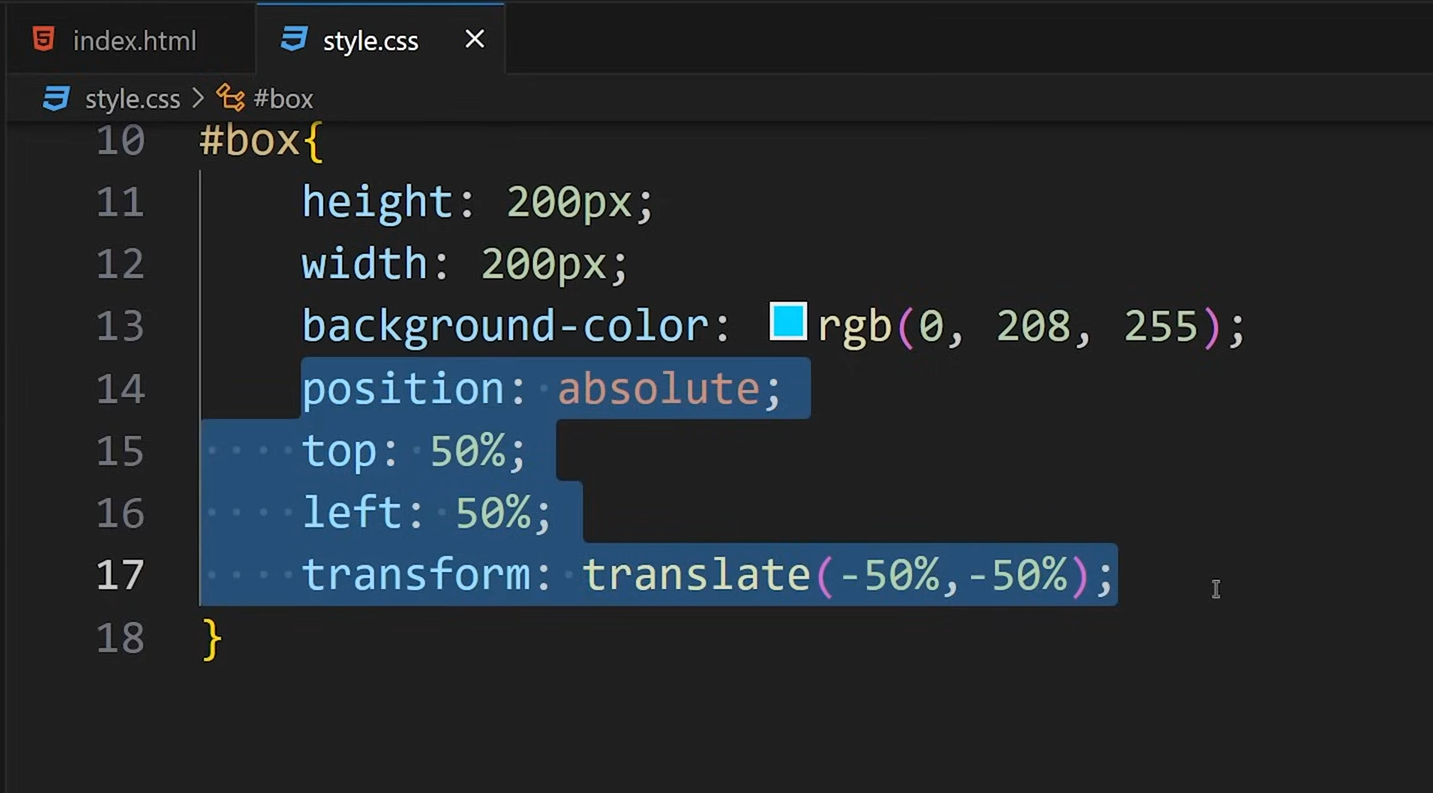 index.html style.css ×
style.css > #box
10 #box{
11 height: 200px;
12 width: 200px;
13 background-color: rgb(0, 208, 255);
14 position: absolute;
15 top: 50%;
16 left: 50%;
17 transform: translate(-50%,-50%);
18 }